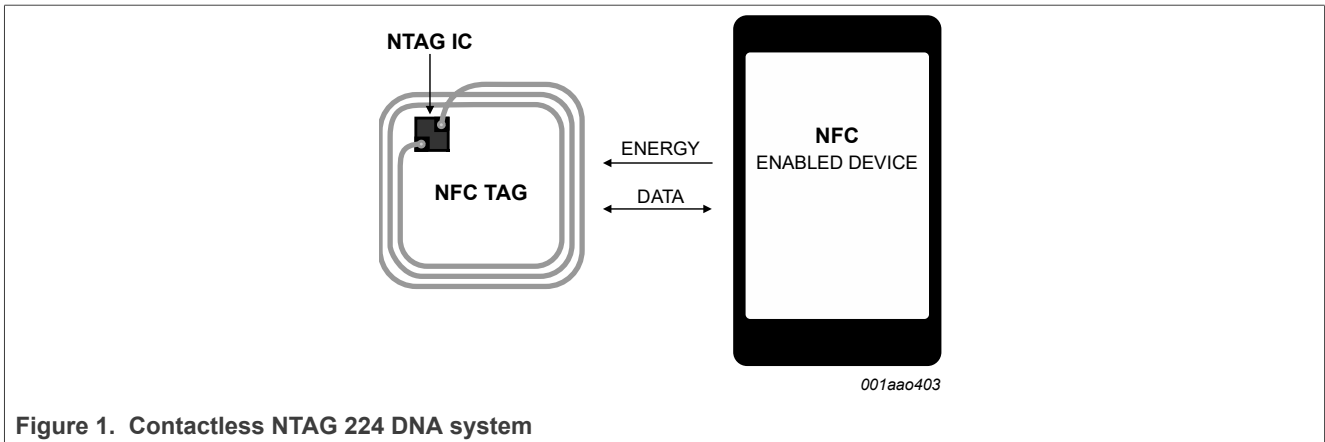 NTAG IC
NFC TAG
ENERGY
DATA
NFC
ENABLED DEVICE
001aao403
Figure 1. Contactless NTAG 224 DNA system